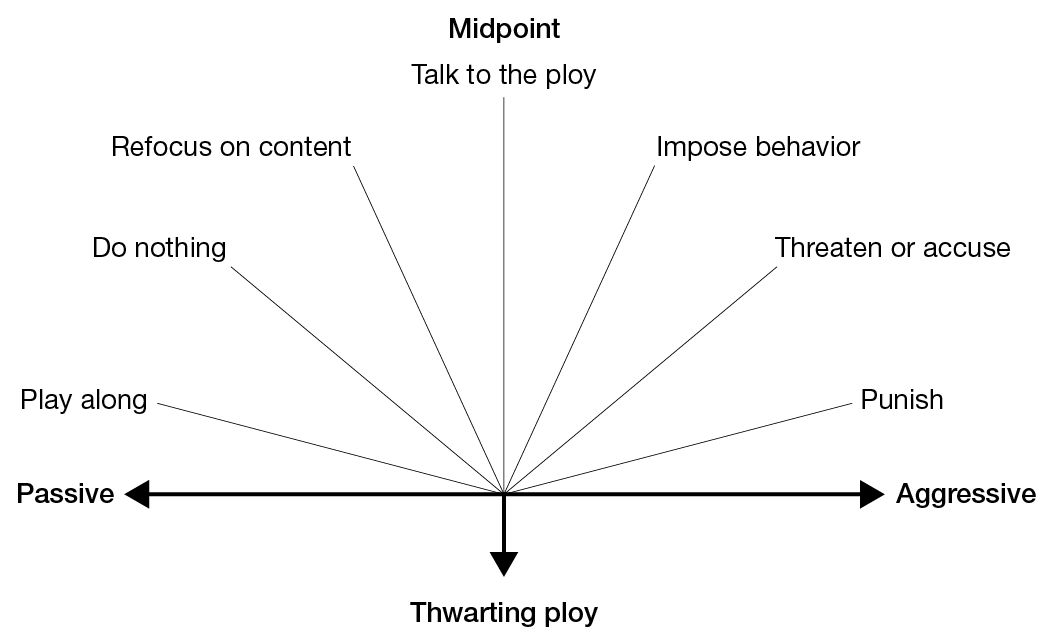 Midpoint
Talk to the ploy
Refocus on content
Impose behavior
Do nothing
Threaten or accuse
Play along
Punish
Passive
Aggressive
Thwarting ploy